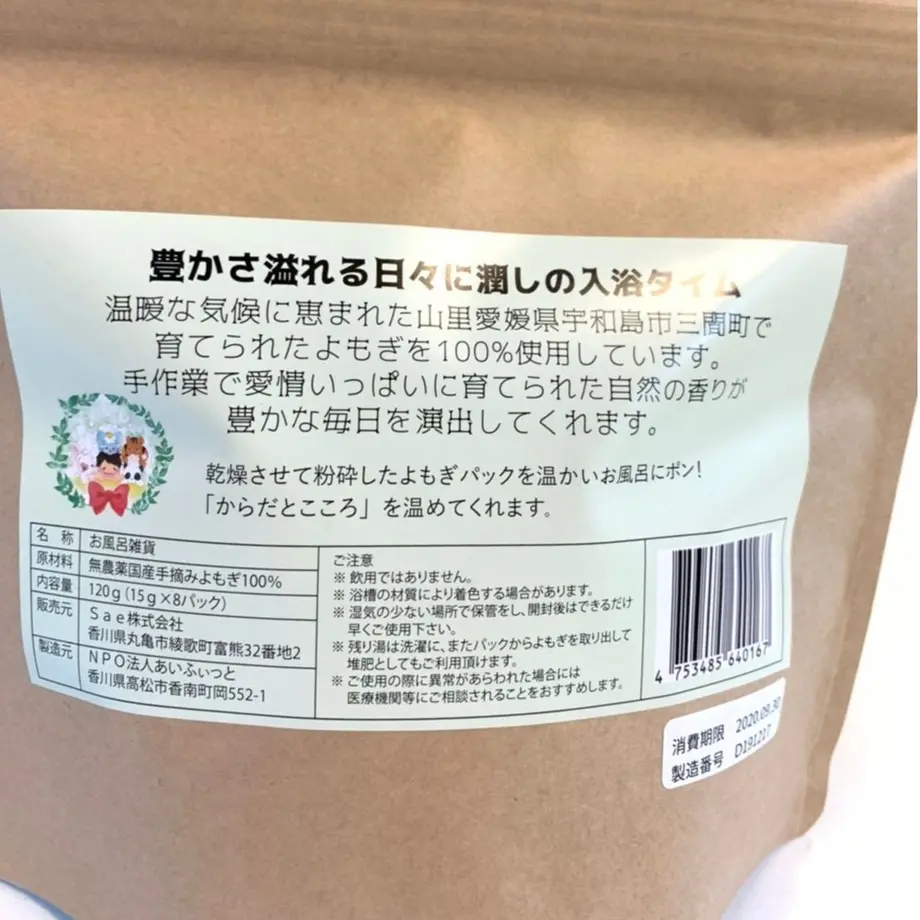 豊かさ溢れる日々に潤しの入浴タイム
温暖な気候に恵まれた山里愛媛県宇和島市三間町で
育てられたよもぎを100%使用しています。
手作業で愛情いっぱいに育てられた自然の香りが
豊かな毎日を演出してくれます。
乾燥させて粉砕したよもぎパックを温かいお風呂にポン!
「からだとこころ」を温めてくれます。
名 称 お風呂雑貨
原材料 無農薬国産手摘みよもぎ100%
内容量 120g(15g×8パック)
販売元 Sae株式会社
香川県丸亀市綾歌町富熊32番地2
製造元 NPO法人あいふぃっと
香川県高松市香南町岡552-1
ご注意
※ 飲用ではありません。
※ 浴槽の材質により着色する場合があります。
※ 湿気の少ない場所で保管をし、開封後はできるだけ
早くご使用下さい。
※ 残り湯は洗濯に、またパックからよもぎを取り出して
堆肥としてもご利用頂けます。
※ ご使用の際に異常があらわれた場合には
医療機関等にご相談されることをおすすめします。
4 753485 640167
消費期限 2020.09.30
製造番号 D191217